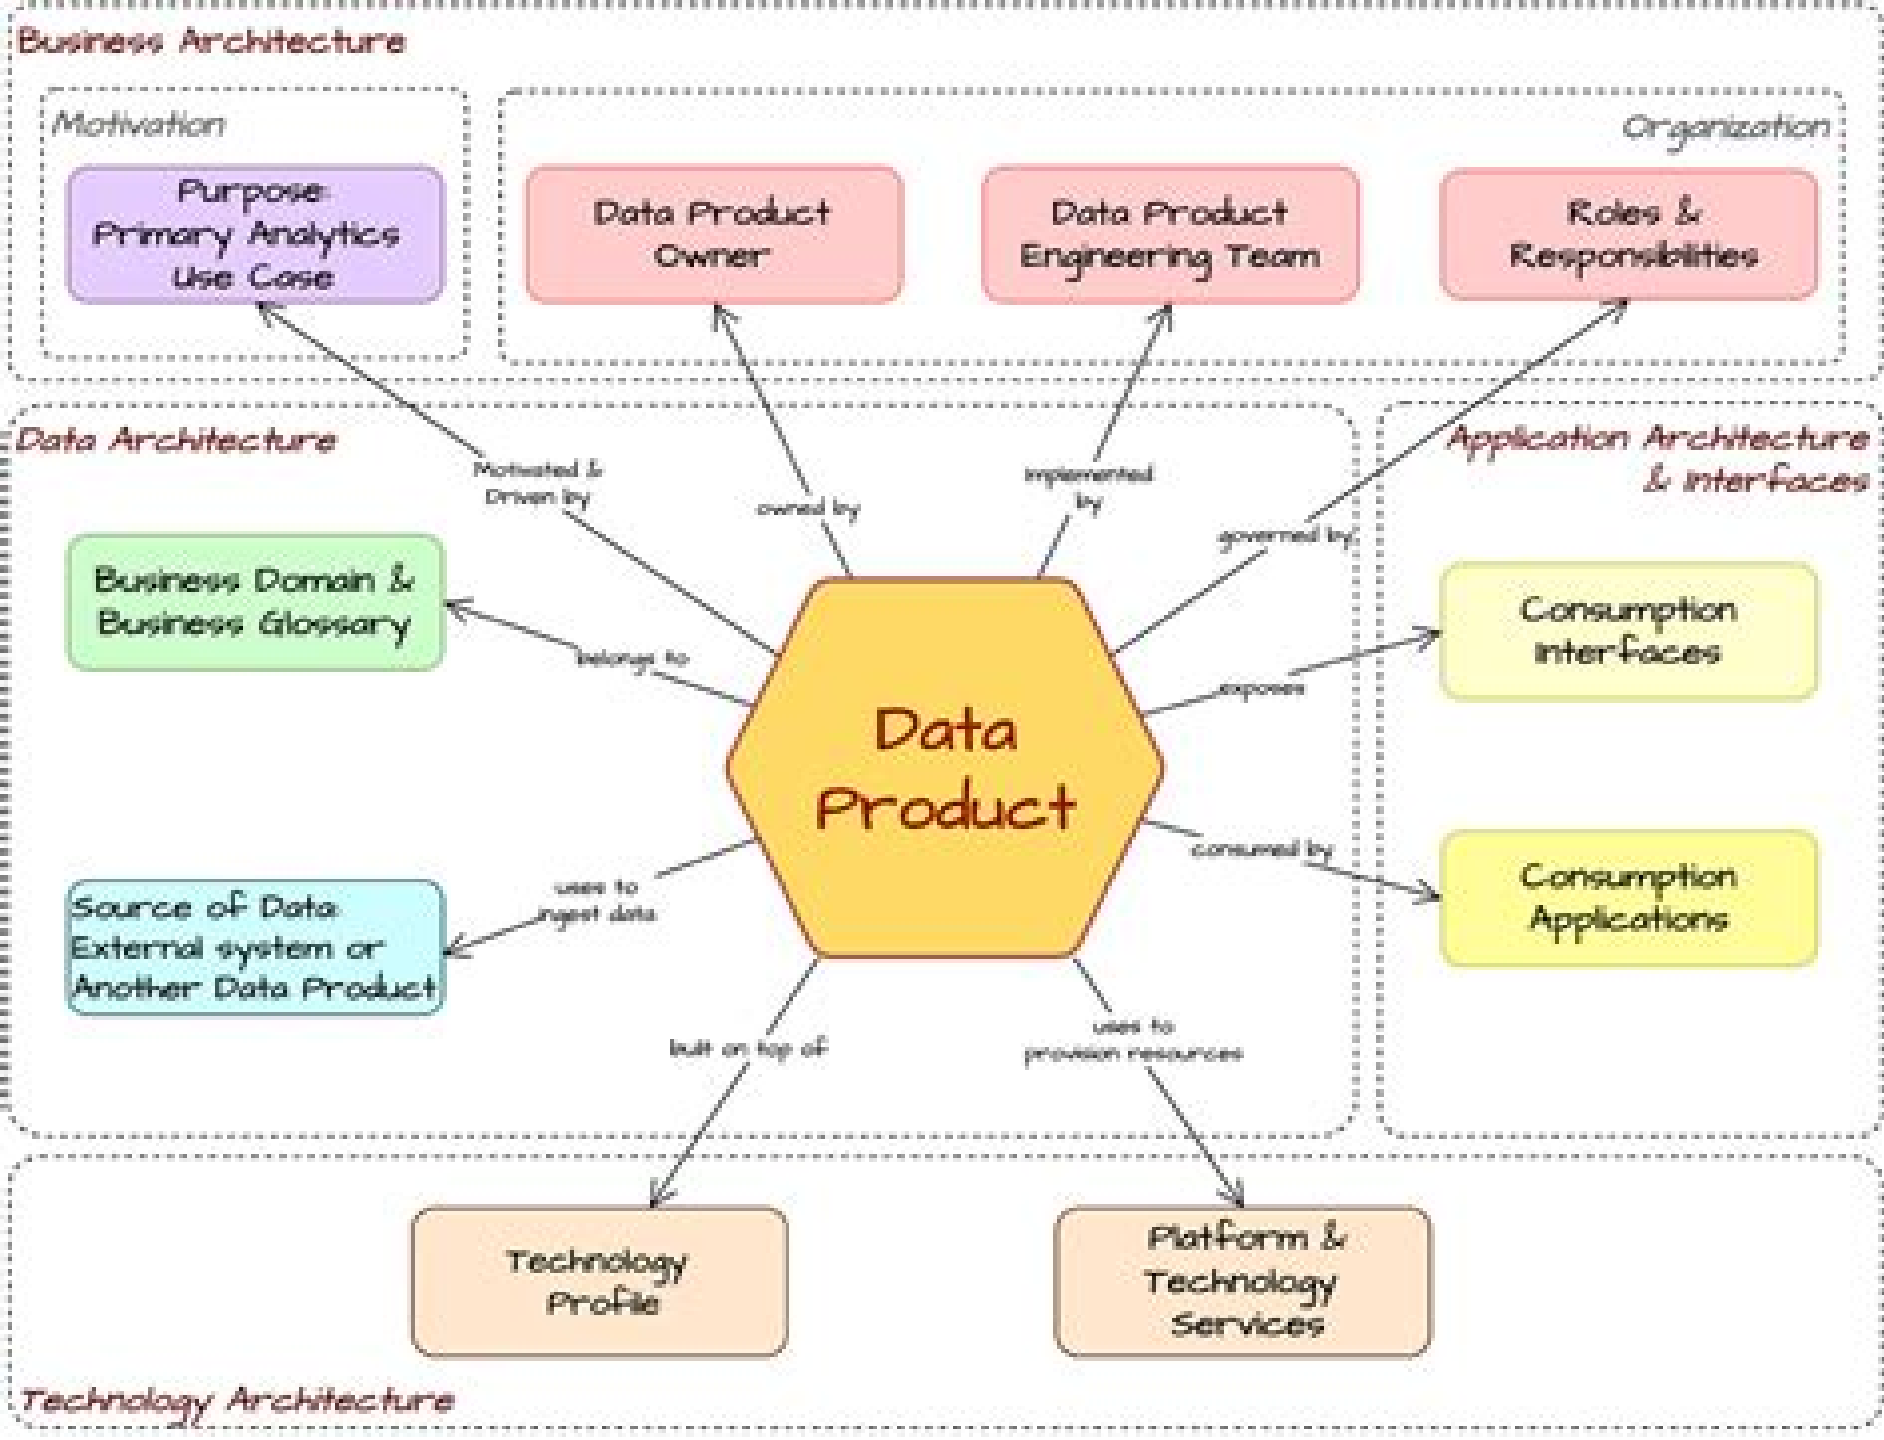 Business Architecture
Motivation
Organization
Purpose:
Primary Analytics
Use Case
Data Product
Owner
Data Product
Engineering Team
Roles &
Responsibilities
Data Architecture
Application Architecture
& Interfaces
Motivated &
Driven by
owned by
Implemented
by
governed by
Business Domain &
Business Glossary
belongs to
exposes
Consumption
Interfaces
Data
Product
uses to
ingest data
consumed by
Source of Data:
External system or
Another Data Product
Consumption
Applications
built on top of
uses to
provision resources
Technology
Profile
Platform &
Technology
Services
Technology Architecture